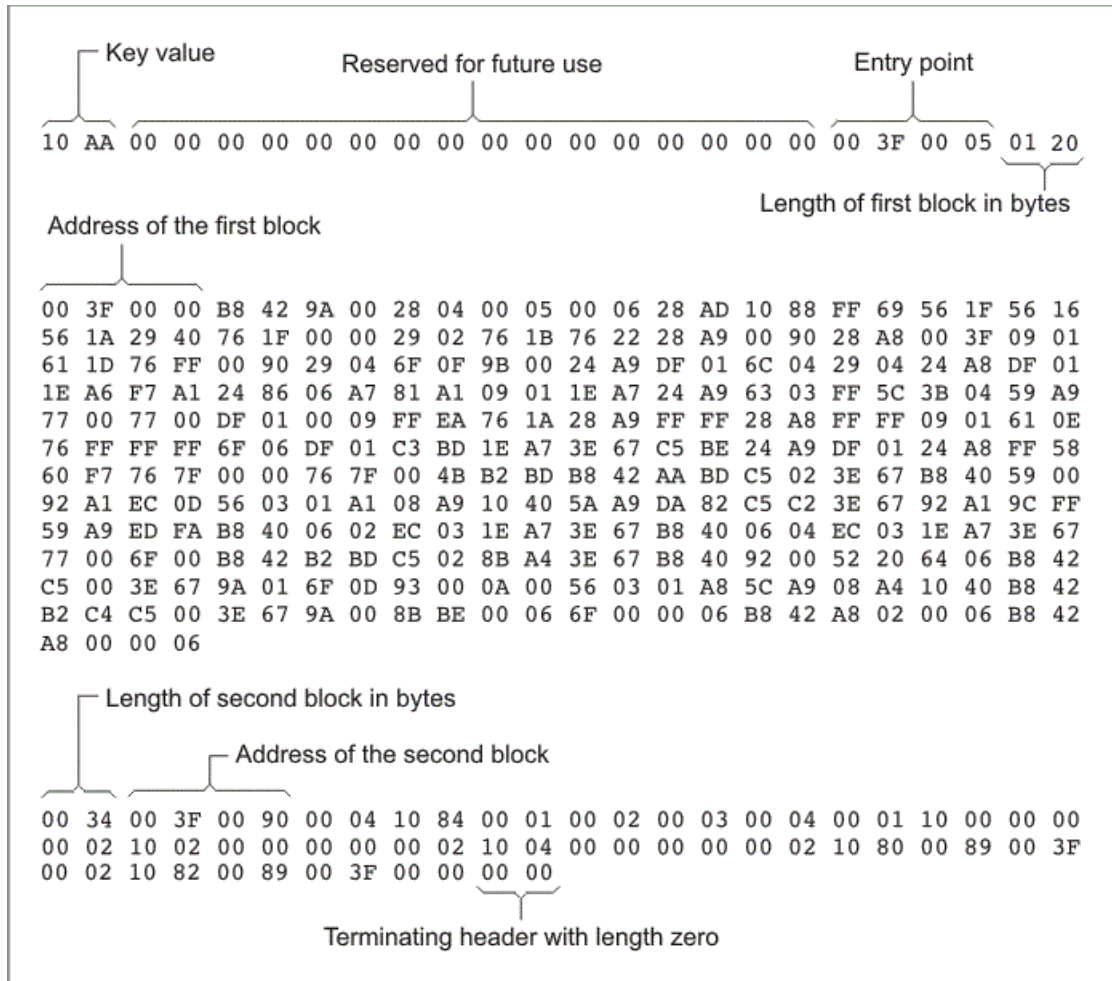 Key value
Reserved for future use
Entry point
10 AA 00 00 00 00 00 00 00 00 00 00 00 00 00 00 00 00 00 3F 00 05 01 20
Length of first block in bytes
Address of the first block
00 3F 00 00 B8 42 9A 00 28 04 00 05 00 06 28 AD 10 88 FF 69 56 1F 56 16
56 1A 29 40 76 1F 00 00 29 02 76 1B 76 22 28 A9 00 90 28 A8 00 3F 09 01
61 1D 76 FF 00 90 29 04 6F 0F 9B 00 24 A9 DF 01 6C 04 29 04 24 A8 DF 01
1E A6 F7 A1 24 86 06 A7 81 A1 09 01 1E A7 24 A9 63 03 FF 5C 3B 04 59 A9
77 00 77 00 DF 01 00 09 FF EA 76 1A 28 A9 FF FF 28 A8 FF FF 09 01 61 0E
76 FF FF FF 6F 06 DF 01 C3 BD 1E A7 3E 67 C5 BE 24 A9 DF 01 24 A8 FF 58
60 F7 76 7F 00 00 76 7F 00 4B B2 BD B8 42 AA BD C5 02 3E 67 B8 40 59 00
92 A1 EC 0D 56 03 01 A1 08 A9 10 40 5A A9 DA 82 C5 C2 3E 67 92 A1 9C FF
59 A9 ED FA B8 40 06 02 EC 03 1E A7 3E 67 B8 40 06 04 EC 03 1E A7 3E 67
77 00 6F 00 B8 42 B2 BD C5 02 8B A4 3E 67 B8 40 92 00 52 20 64 06 B8 42
C5 00 3E 67 9A 01 6F 0D 93 00 0A 00 56 03 01 A8 5C A9 08 A4 10 40 B8 42
B2 C4 C5 00 3E 67 9A 00 8B BE 00 06 6F 00 00 06 B8 42 A8 02 00 06 B8 42
A8 00 00 06
Length of second block in bytes
Address of the second block
00 34 00 3F 00 90 00 04 10 84 00 01 00 02 00 03 00 04 00 01 10 00 00 00
00 02 10 02 00 00 00 00 00 02 10 04 00 00 00 00 00 02 10 80 00 89 00 3F
00 02 10 82 00 89 00 3F 00 00 00 00
Terminating header with length zero